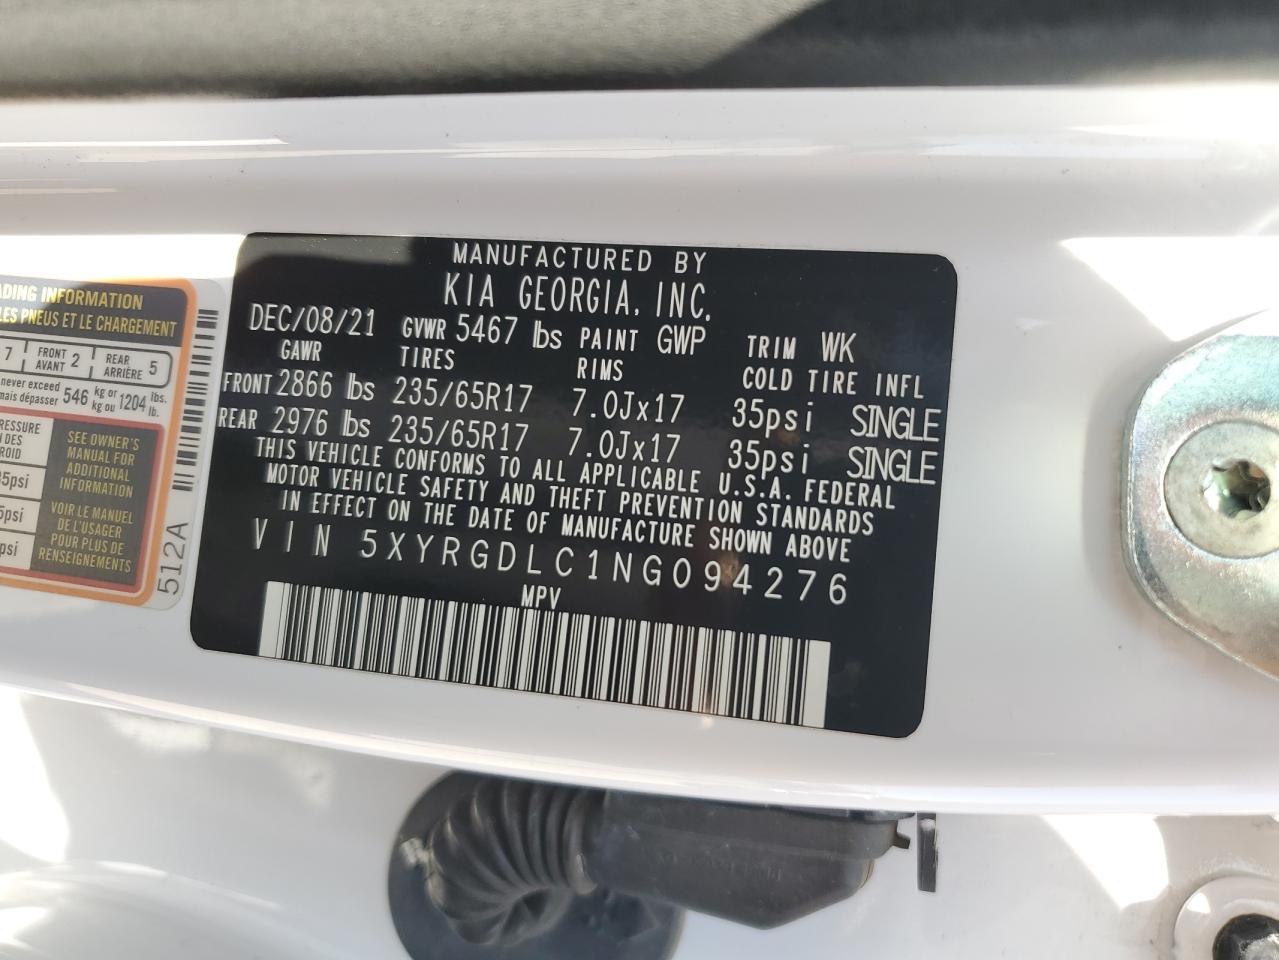 MANUFACTURED BY
KIA GEORGIA, INC.
DEC/08/21 GVWR 5467 lbs PAINT GWP TRIM WK
GAWR TIRES RIMS COLD TIRE INFL
FRONT 2866 lbs 235/65R17 7.0Jx17 35psi SINGLE
REAR 2976 lbs 235/65R17 7.0Jx17 35psi SINGLE
THIS VEHICLE CONFORMS TO ALL APPLICABLE U.S.A. FEDERAL
MOTOR VEHICLE SAFETY AND THEFT PREVENTION STANDARDS
IN EFFECT ON THE DATE OF MANUFACTURE SHOWN ABOVE
VIN 5XYRGDLC1NG094276
MPV
INFORMATION
PNEUS ET LE CHARGEMENT
7 FRONT AVANT 2 REAR ARRIÈRE 5
never exceed
dépasser 546 kg or kg ou 1204 lbs. lb.
SEE OWNER'S
MANUAL FOR
ADDITIONAL
INFORMATION
VOIR LE MANUEL
DE L'USAGER
POUR PLUS DE
RENSEIGNEMENTS
512A